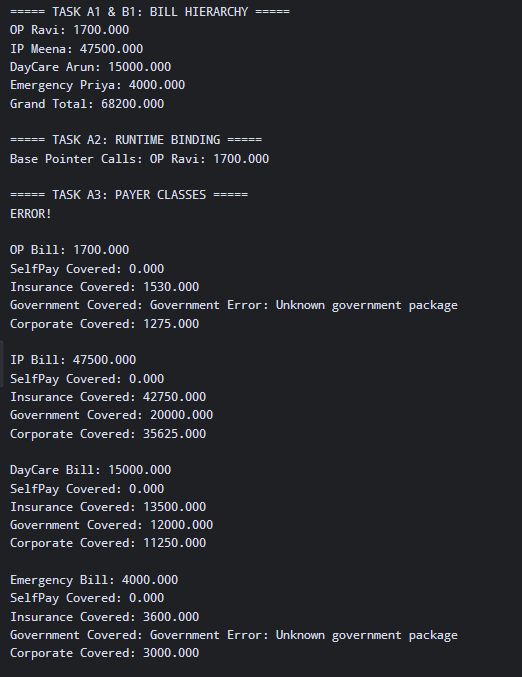 ===== TASK A1 & B1: BILL HIERARCHY =====
OP Ravi: 1700.000
IP Meena: 47500.000
DayCare Arun: 15000.000
Emergency Priya: 4000.000
Grand Total: 68200.000
===== TASK A2: RUNTIME BINDING =====
Base Pointer Calls: OP Ravi: 1700.000
===== TASK A3: PAYER CLASSES =====
ERROR!
OP Bill: 1700.000
SelfPay Covered: 0.000
Insurance Covered: 1530.000
Government Covered: Government Error: Unknown government package
Corporate Covered: 1275.000
IP Bill: 47500.000
SelfPay Covered: 0.000
Insurance Covered: 42750.000
Government Covered: 20000.000
Corporate Covered: 35625.000
DayCare Bill: 15000.000
SelfPay Covered: 0.000
Insurance Covered: 13500.000
Government Covered: 12000.000
Corporate Covered: 11250.000
Emergency Bill: 4000.000
SelfPay Covered: 0.000
Insurance Covered: 3600.000
Government Covered: Government Error: Unknown government package
Corporate Covered: 3000.000